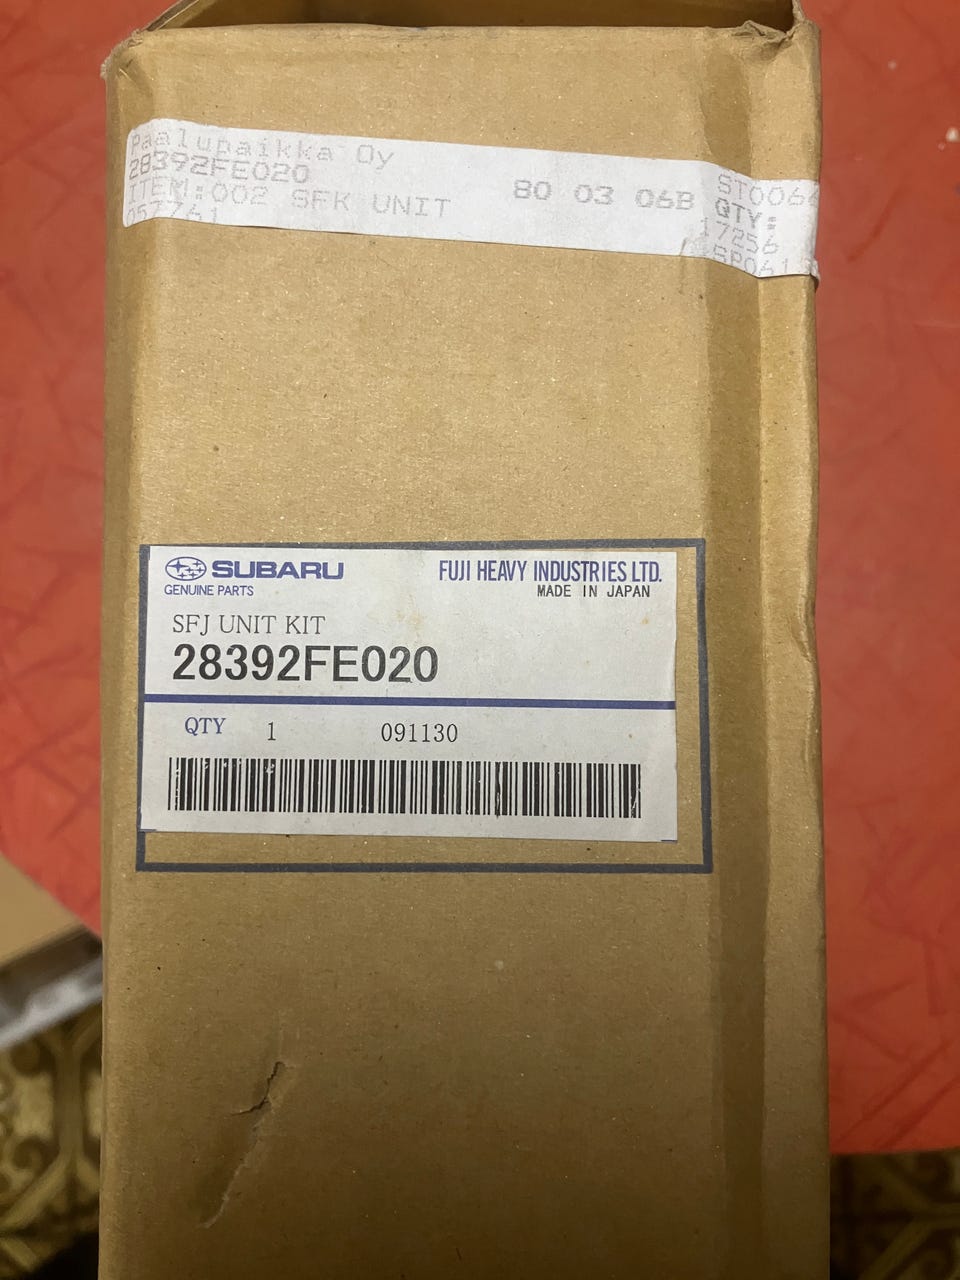 Paalupaikka Oy
28392FE020
ITEM:002 SFK UNIT
057761
80 03 06B
QTY:
17256
SUBARU
GENUINE PARTS
FUJI HEAVY INDUSTRIES LTD.
MADE IN JAPAN
SFJ UNIT KIT
28392FE020
QTY 1 091130